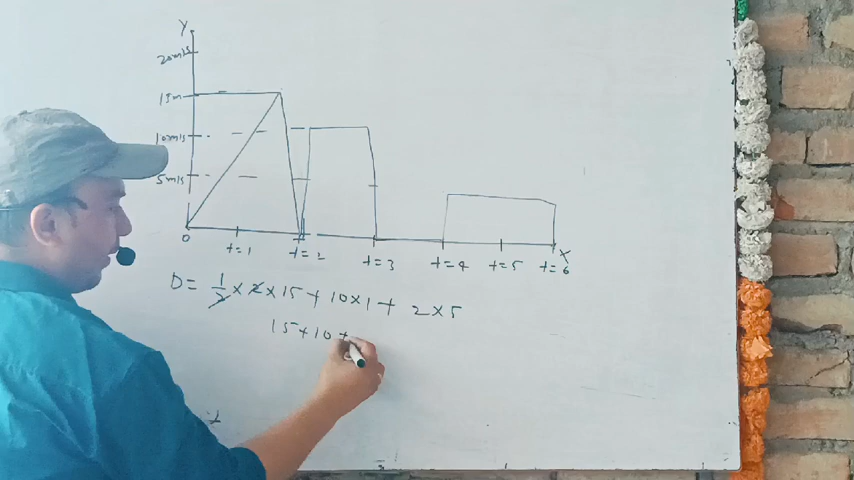 Y
20m/s
15m
10m/s
5m/s
0
t=1
t=2
t=3
t=4
t=5
t=6
X
D= 1/2 × 2 × 15 + 10×1 + 2×5
15+10+